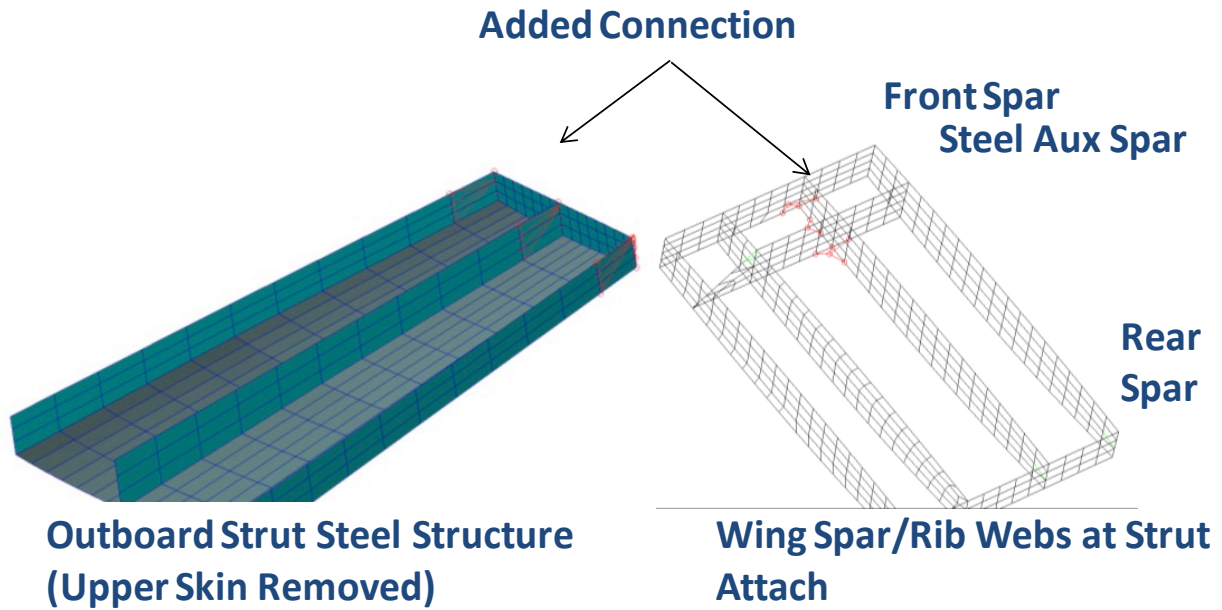 Added Connection
Front Spar
Steel Aux Spar
Rear
Spar
Outboard Strut Steel Structure
(Upper Skin Removed)
Wing Spar/Rib Webs at Strut
Attach